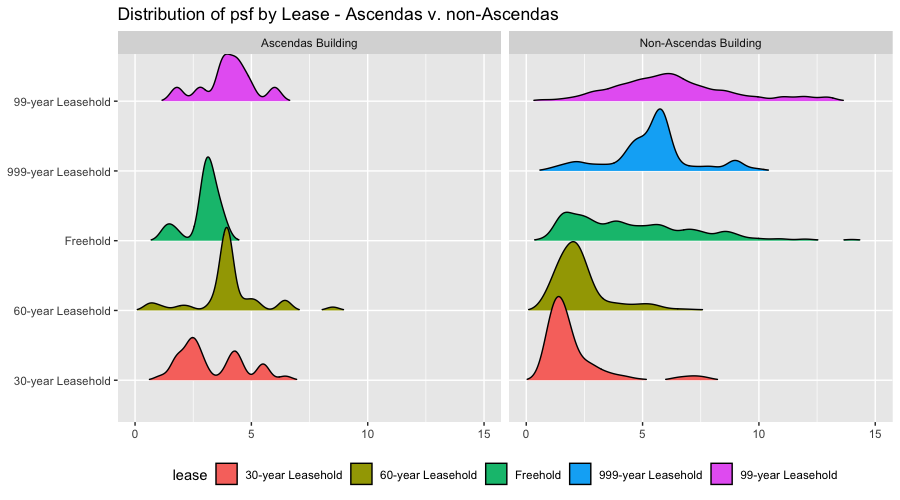 Distribution of psf by Lease - Ascendas v. non-Ascendas
Ascendas Building
Non-Ascendas Building
99-year Leasehold
999-year Leasehold
Freehold
60-year Leasehold
30-year Leasehold
0 5 10 15
0 5 10 15
lease 30-year Leasehold 60-year Leasehold Freehold 999-year Leasehold 99-year Leasehold